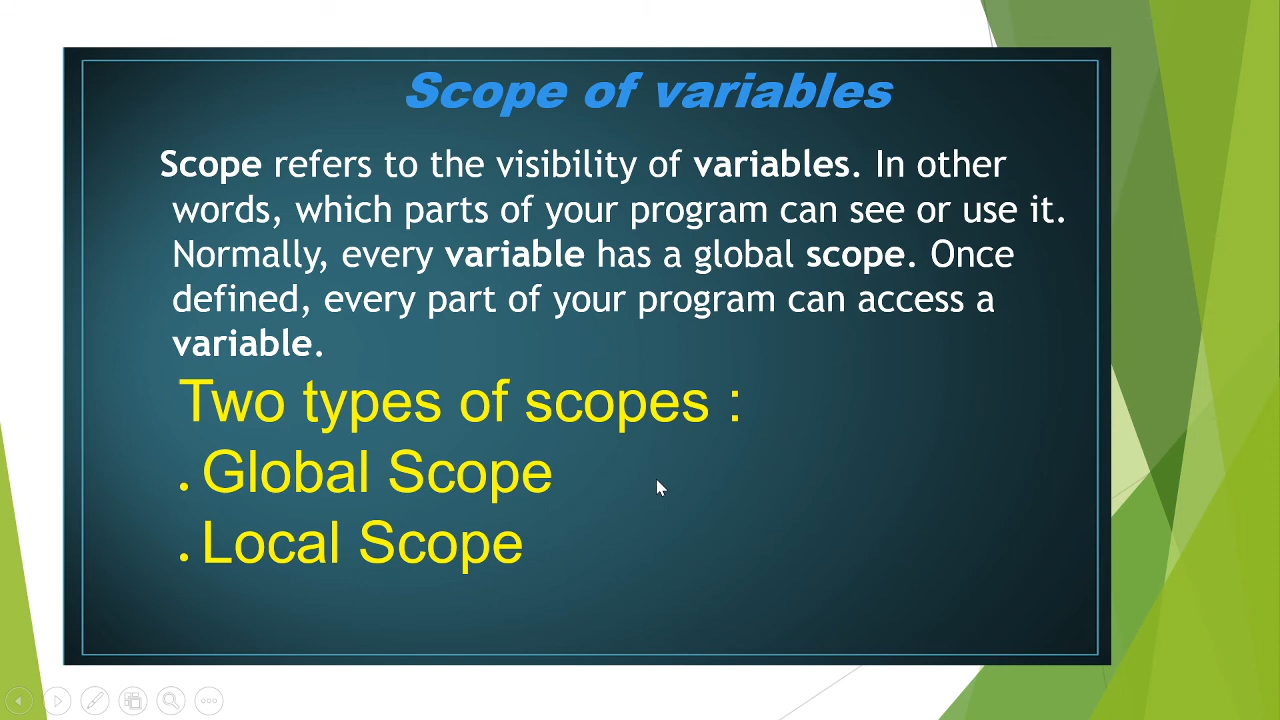 Scope of variables
Scope refers to the visibility of variables. In other
words, which parts of your program can see or use it.
Normally, every variable has a global scope. Once
defined, every part of your program can access a
variable.
Two types of scopes :
. Global Scope
. Local Scope